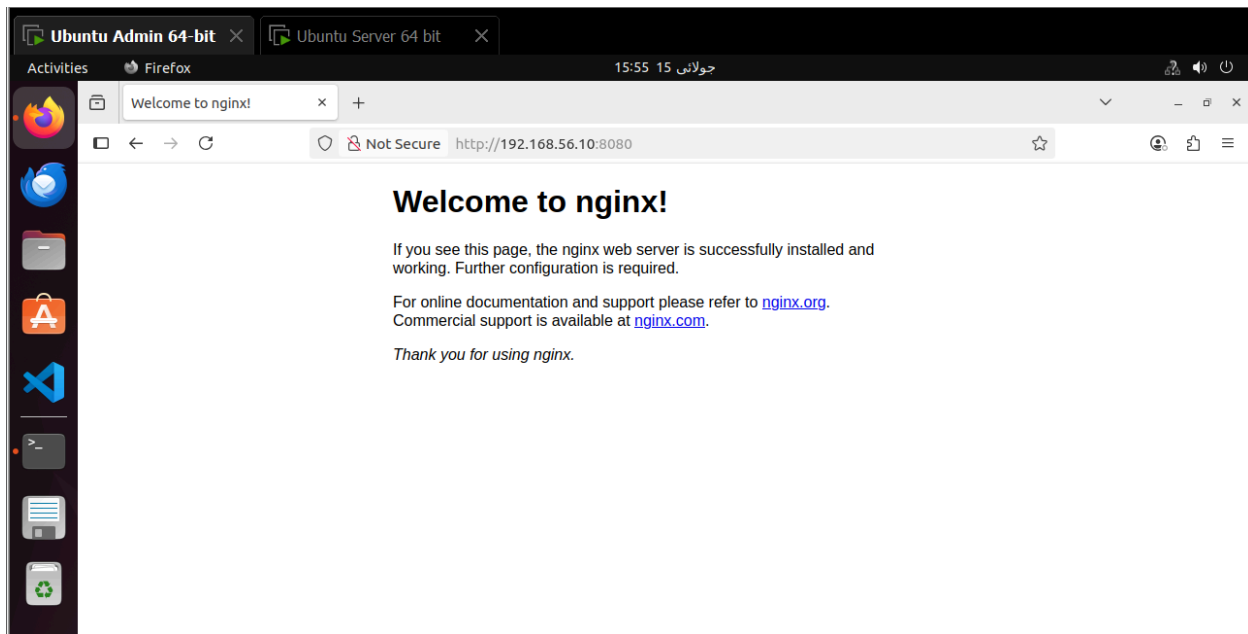 Ubuntu Admin 64-bit
Ubuntu Server 64 bit
Activities
Firefox
15:55 15 جولائی
Welcome to nginx!
Not Secure http://192.168.56.10:8080
Welcome to nginx!
If you see this page, the nginx web server is successfully installed and
working. Further configuration is required.
For online documentation and support please refer to nginx.org.
Commercial support is available at nginx.com.
Thank you for using nginx.